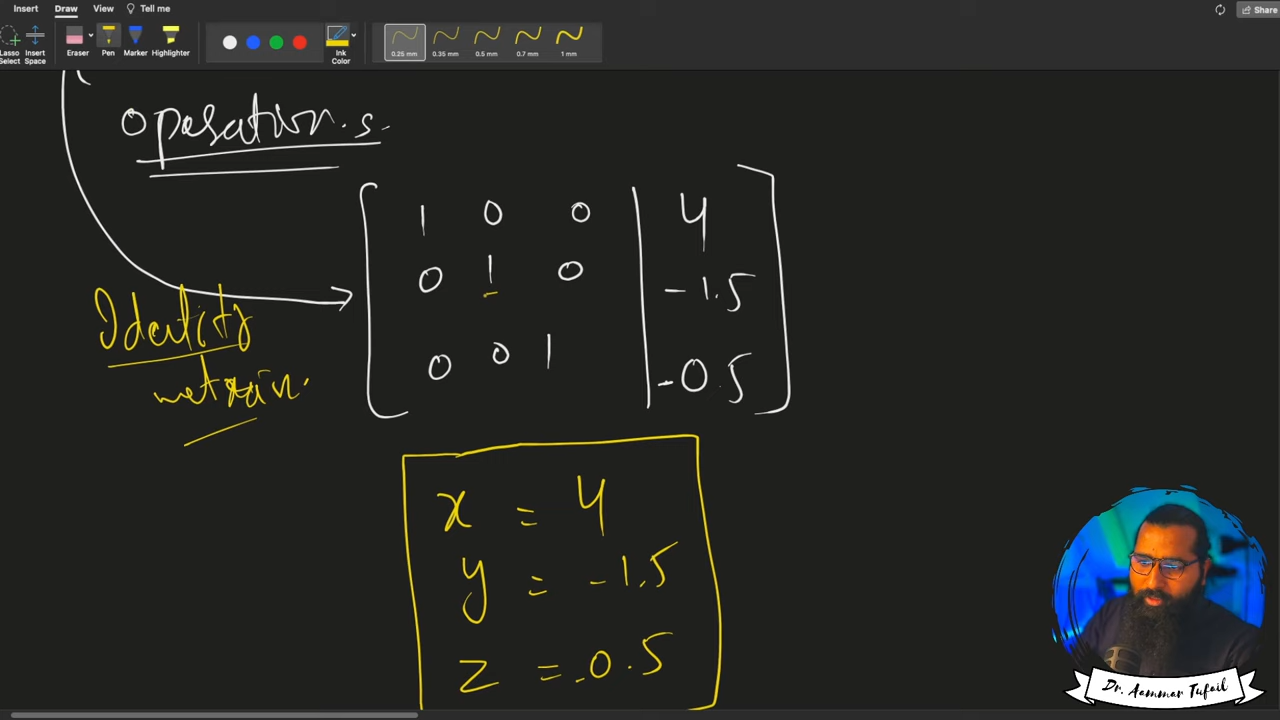 Insert Draw View Tell me
Share
Lasso Select
Insert Space
Eraser
Pen
Marker
Highlighter
Ink Color
0.25 mm
0.35 mm
0.5 mm
0.7 mm
1 mm
operation.s.
1 0 0 | 4
0 1 0 | -1.5
0 0 1 | -0.5
Identity
x = 4
y = -1.5
z = -0.5
Dr. Aammar Tufail